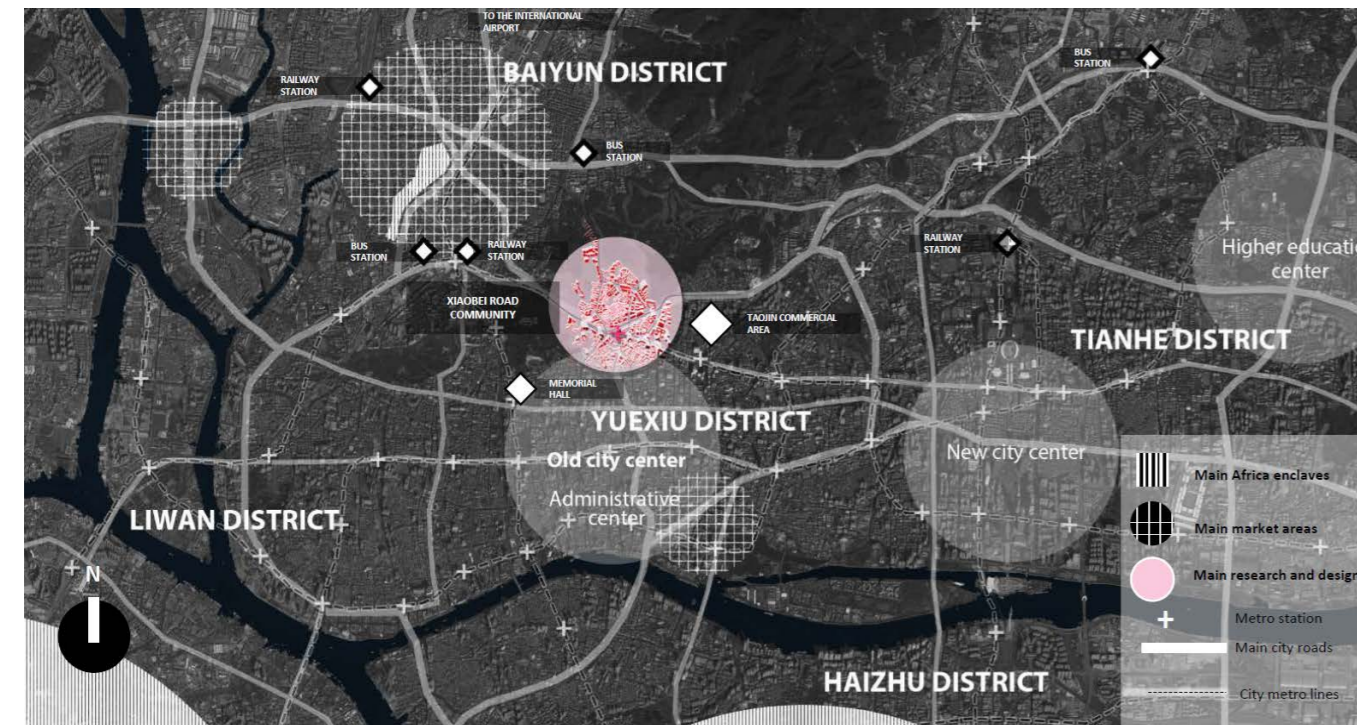 TO THE INTERNATIONAL
AIRPORT
BAIYUN DISTRICT
BUS
STATION
RAILWAY
STATION
BUS
STATION
BUS
STATION
RAILWAY
STATION
RAILWAY
STATION
Higher educatio
center
XIAOBEI ROAD
COMMUNITY
TAOJIN COMMERCIAL
AREA
TIANHE DISTRICT
MEMORIAL
HALL
YUEXIU DISTRICT
Old city center
New city center
Administrative
center
LIWAN DISTRICT
N
HAIZHU DISTRICT
Main Africa enclaves
Main market areas
Main research and design
Metro station
Main city roads
City metro lines